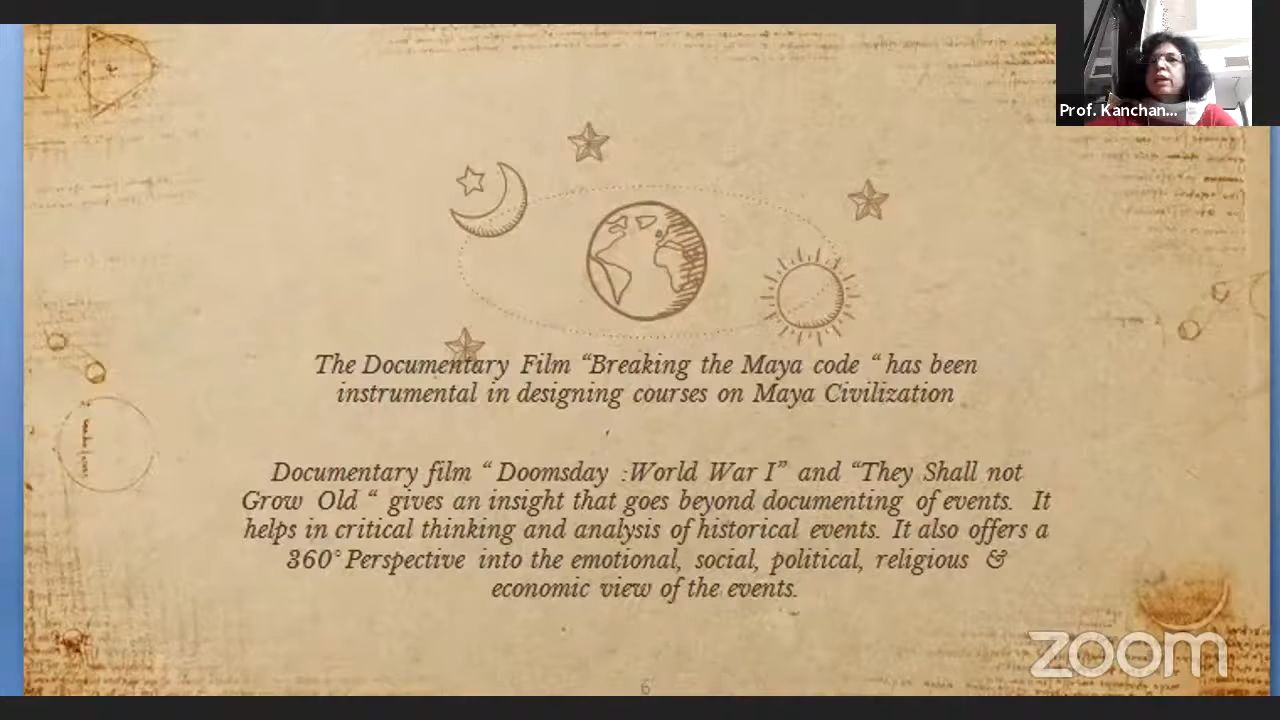 Prof. Kanchan...
The Documentary Film “Breaking the Maya code “ has been
instrumental in designing courses on Maya Civilization
Documentary film “ Doomsday :World War I” and “They Shall not
Grow Old “ gives an insight that goes beyond documenting of events. It
helps in critical thinking and analysis of historical events. It also offers a
360° Perspective into the emotional, social, political, religious &
economic view of the events.
zoom
6